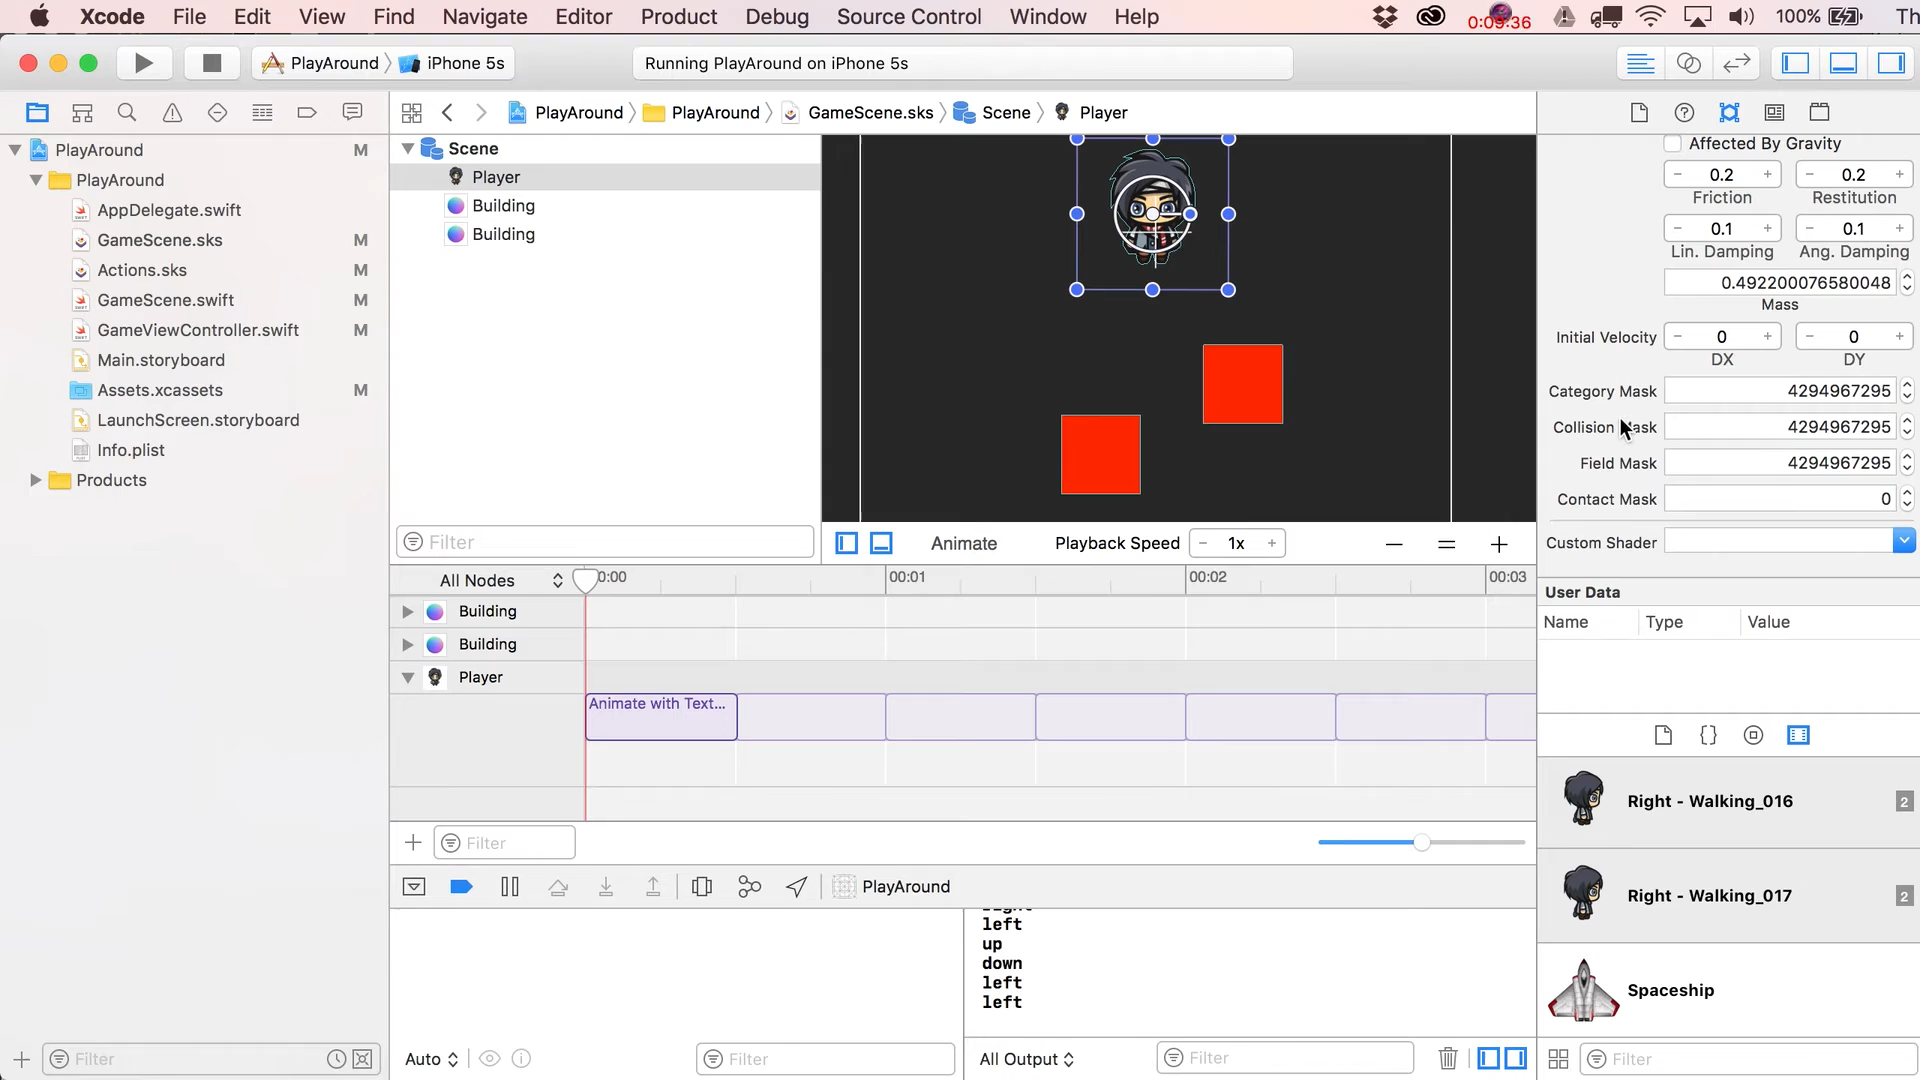 Xcode File Edit View Find Navigate Editor Product Debug Source Control Window Help 0:09:36 100% Th
PlayAround iPhone 5s Running PlayAround on iPhone 5s
PlayAround PlayAround GameScene.sks Scene Player
PlayAround M
PlayAround
AppDelegate.swift
GameScene.sks M
Actions.sks M
GameScene.swift M
GameViewController.swift M
Main.storyboard
Assets.xcassets M
LaunchScreen.storyboard
Info.plist
Products
Filter
Scene
Player
Building
Building
Filter
Animate Playback Speed - 1x +
Affected By Gravity
- 0.2 + - 0.2 +
Friction Restitution
- 0.1 + - 0.1 +
Lin. Damping Ang. Damping
0.492200076580048
Mass
Initial Velocity - 0 + - 0 +
DX DY
Category Mask 4294967295
Collision Mask 4294967295
Field Mask 4294967295
Contact Mask 0
Custom Shader
User Data
Name Type Value
All Nodes 0:00 00:01 00:02 00:03
Building
Building
Player
Animate with Text...
Filter
PlayAround
left
up
down
left
left
Auto Filter
All Output Filter
Right - Walking_016 2
Right - Walking_017 2
Spaceship
Filter